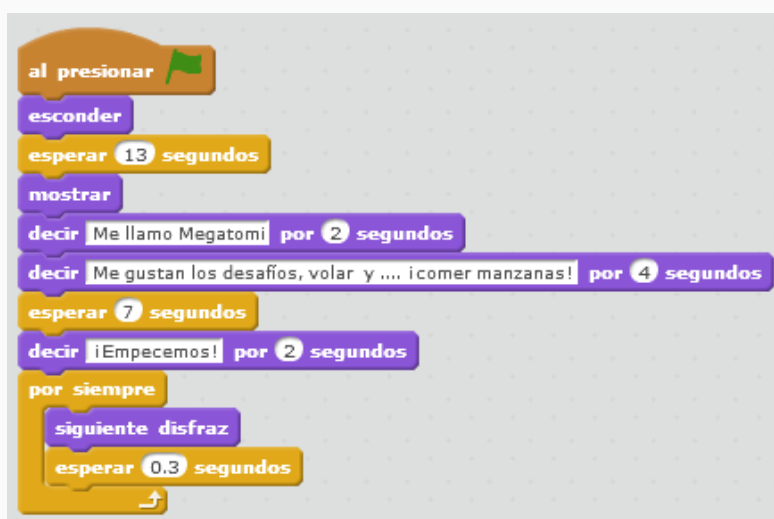 al presionar
esconder
esperar 13 segundos
mostrar
decir Me llamo Megatomi por 2 segundos
decir Me gustan los desafíos, volar y .... ¡comer manzanas! por 4 segundos
esperar 7 segundos
decir ¡Empecemos! por 2 segundos
por siempre
siguiente disfraz
esperar 0.3 segundos